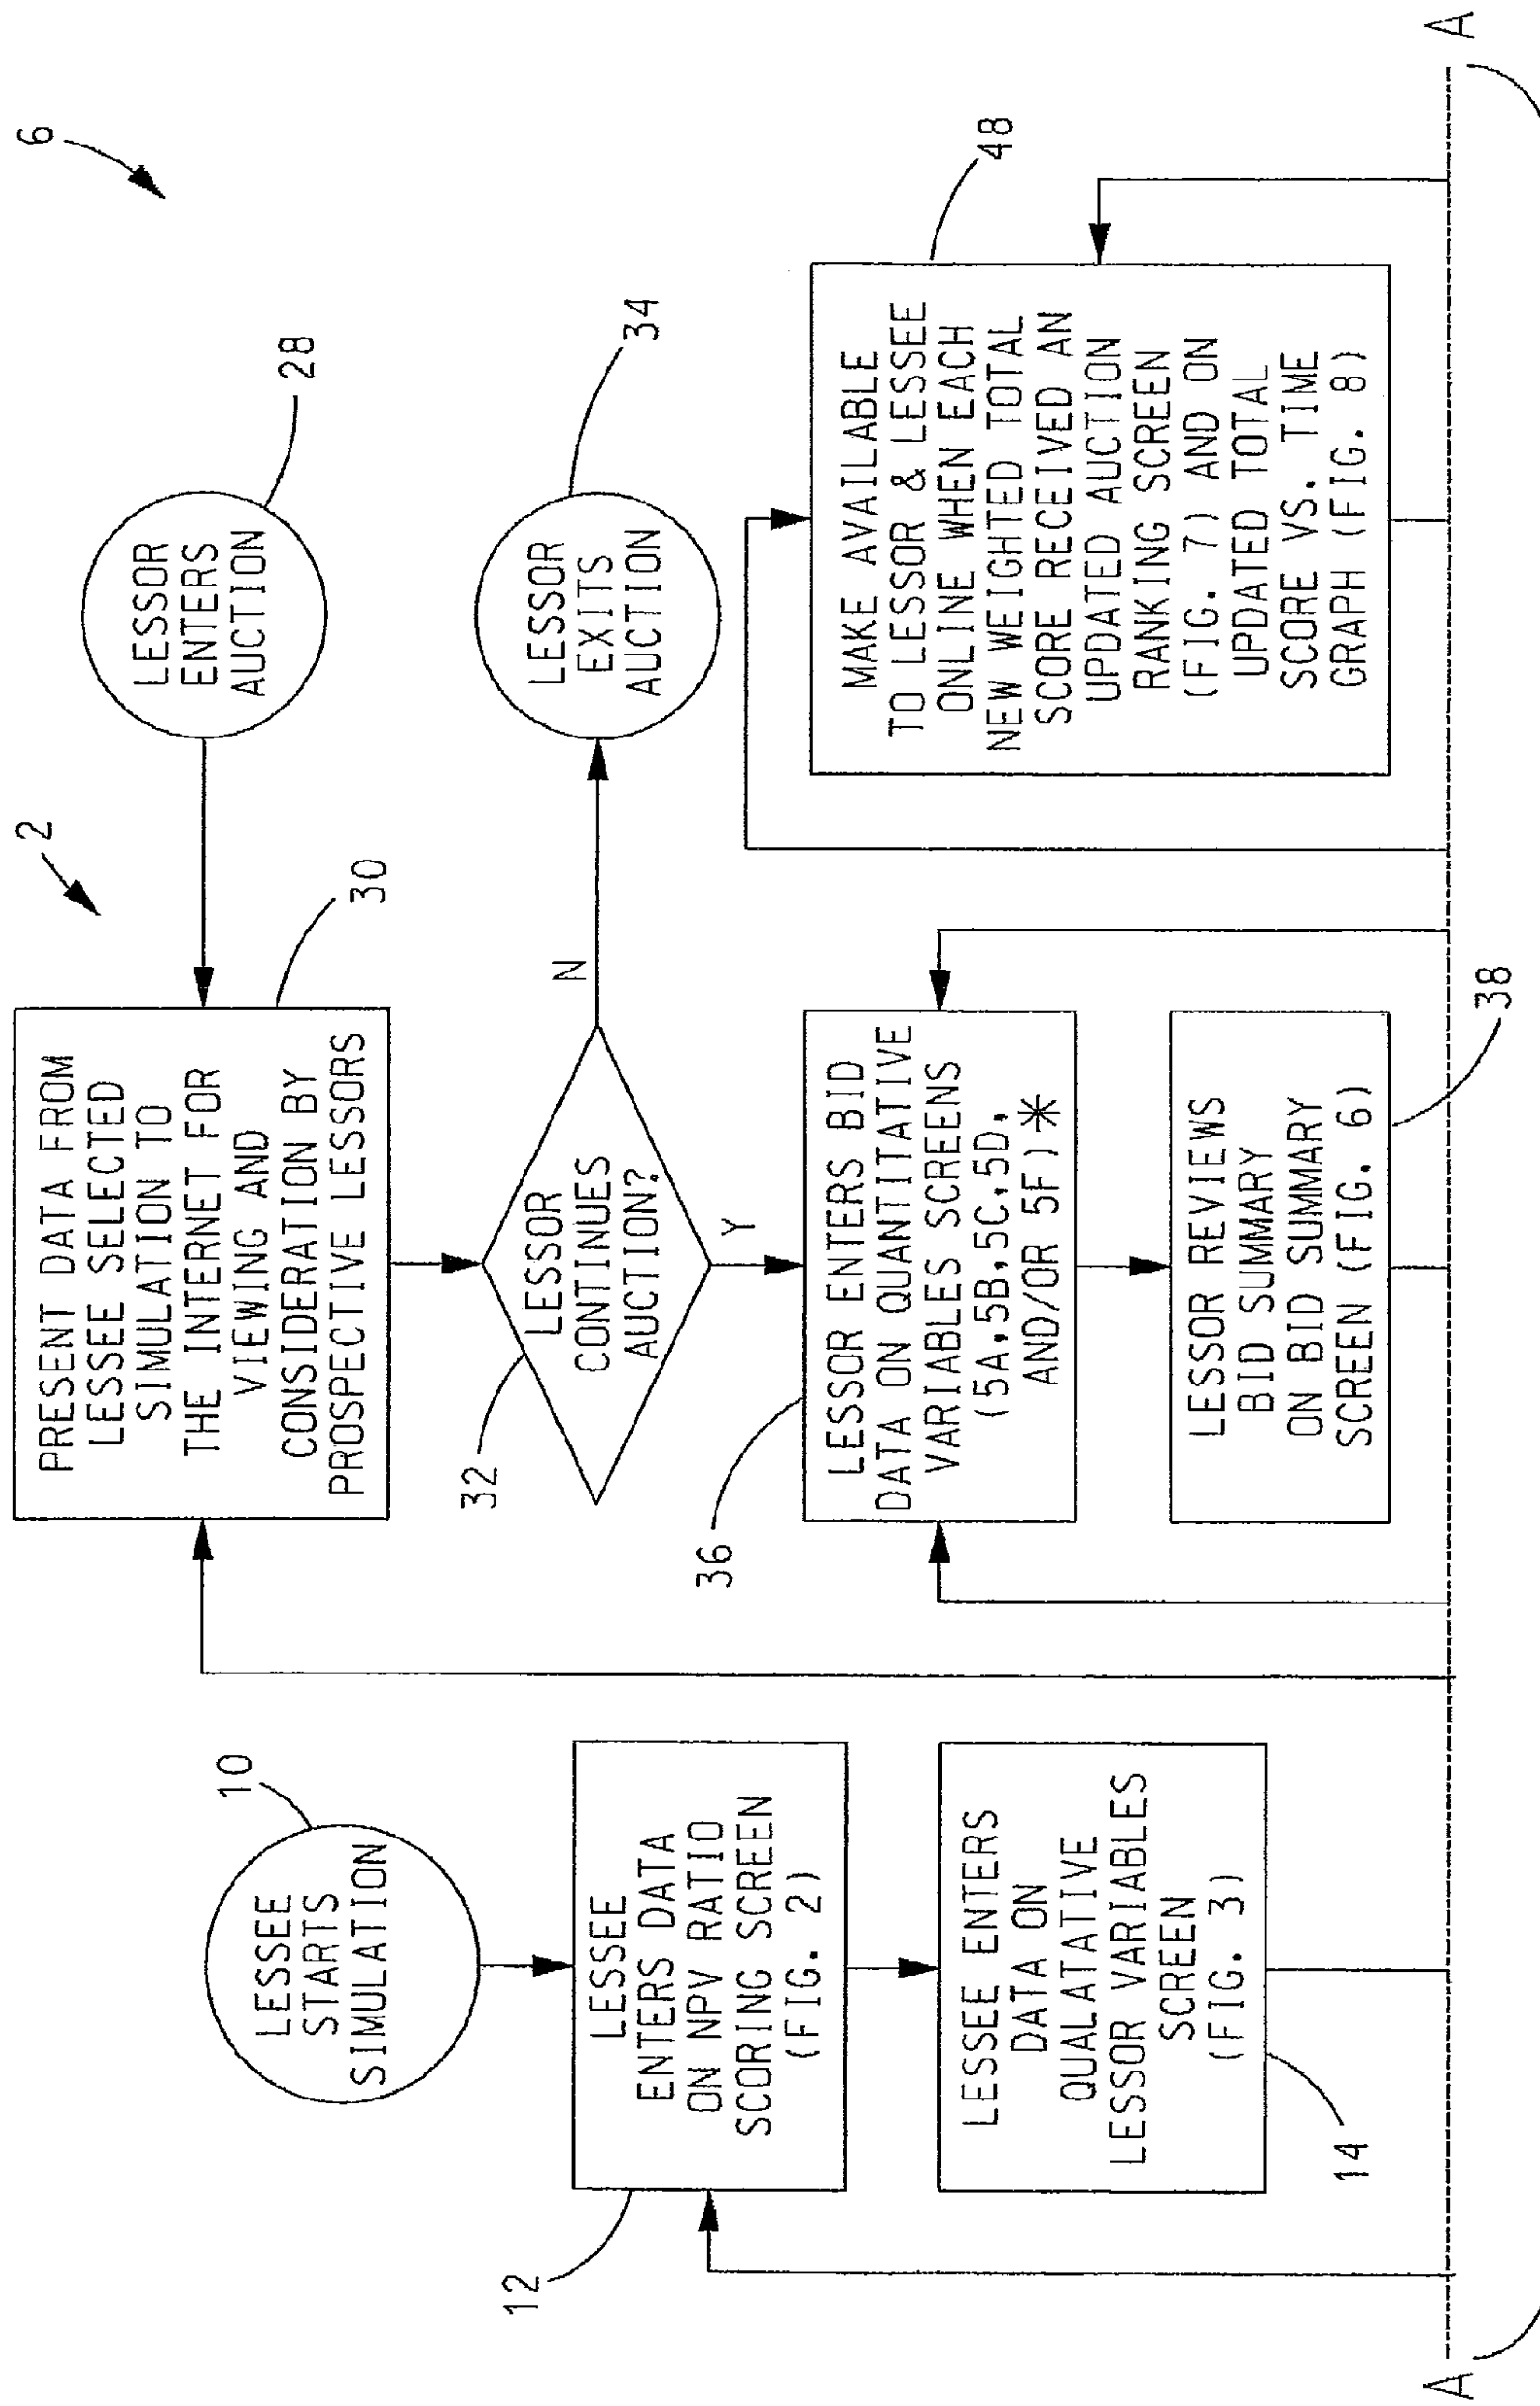 2
6
LESSEE
STARTS
SIMULATION
10
LESSEE
ENTERS DATA
ON NPV RATIO
SCORING SCREEN
(FIG. 2)
12
LESSEE ENTERS
DATA ON
QUALATATIVE
LESSOR VARIABLES
SCREEN
(FIG. 3)
14
PRESENT DATA FROM
LESSEE SELECTED
SIMULATION TO
THE INTERNET FOR
VIEWING AND
CONSIDERATION BY
PROSPECTIVE LESSORS
30
LESSOR
ENTERS
AUCTION
28
LESSOR
CONTINUES
AUCTION?
32
N
Y
LESSOR
EXITS
AUCTION
34
LESSOR ENTERS BID
DATA ON QUANTITATIVE
VARIABLES SCREENS
(5A,5B,5C,5D,
AND/OR 5F)*
36
LESSOR REVIEWS
BID SUMMARY
ON BID SUMMARY
SCREEN (FIG. 6)
38
MAKE AVAILABLE
TO LESSOR & LESSEE
ONLINE WHEN EACH
NEW WEIGHTED TOTAL
SCORE RECEIVED AN
UPDATED AUCTION
RANKING SCREEN
(FIG. 7) AND ON
UPDATED TOTAL
SCORE VS. TIME
GRAPH (FIG. 8)
48
A
A